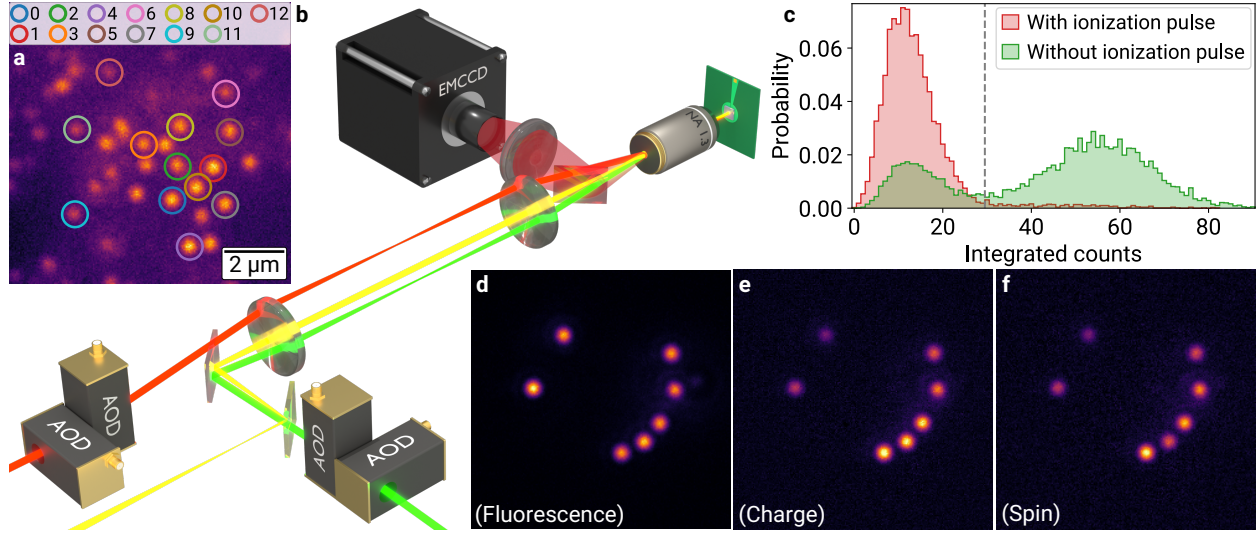 0 2 4 6 8 10 12
1 3 5 7 9 11
a
2 µm
b
EMCCD
NA 1.3
AOD
AOD
AOD
AOD
c
With ionization pulse
Without ionization pulse
Probability
0.06
0.04
0.02
0.00
0 20 40 60 80
Integrated counts
d
(Fluorescence)
e
(Charge)
f
(Spin)